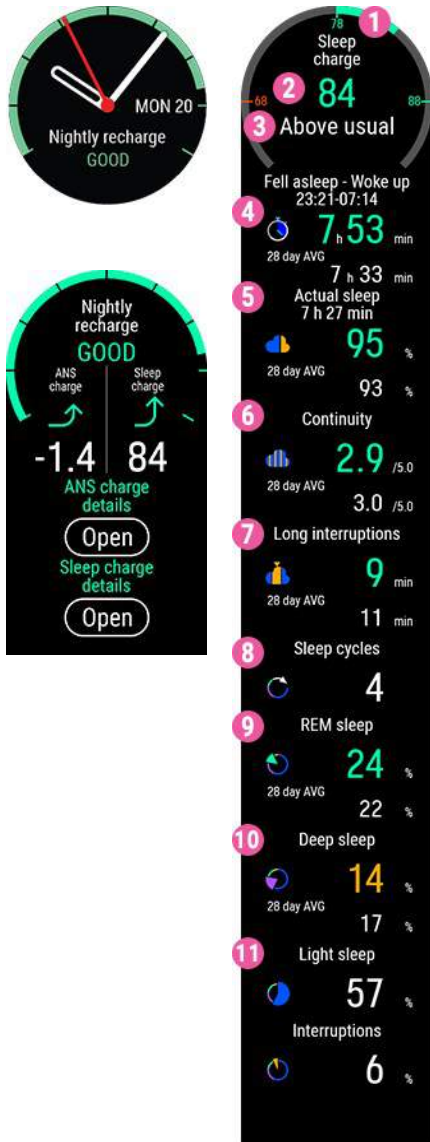 MON 20
Nightly recharge
GOOD
Nightly
recharge
GOOD
ANS
charge
Sleep
charge
-1.4
84
ANS charge
details
Open
Sleep charge
details
Open
1
78
Sleep
charge
2
84
68
88
3
Above usual
Fell asleep - Woke up
23:21-07:14
4
7 h 53 min
28 day AVG
7 h 33 min
5
Actual sleep
7 h 27 min
95 %
28 day AVG
93 %
6
Continuity
2.9 /5.0
28 day AVG
3.0 /5.0
7
Long interruptions
9 min
28 day AVG
11 min
8
Sleep cycles
4
9
REM sleep
24 %
28 day AVG
22 %
10
Deep sleep
14 %
28 day AVG
17 %
11
Light sleep
57 %
Interruptions
6 %